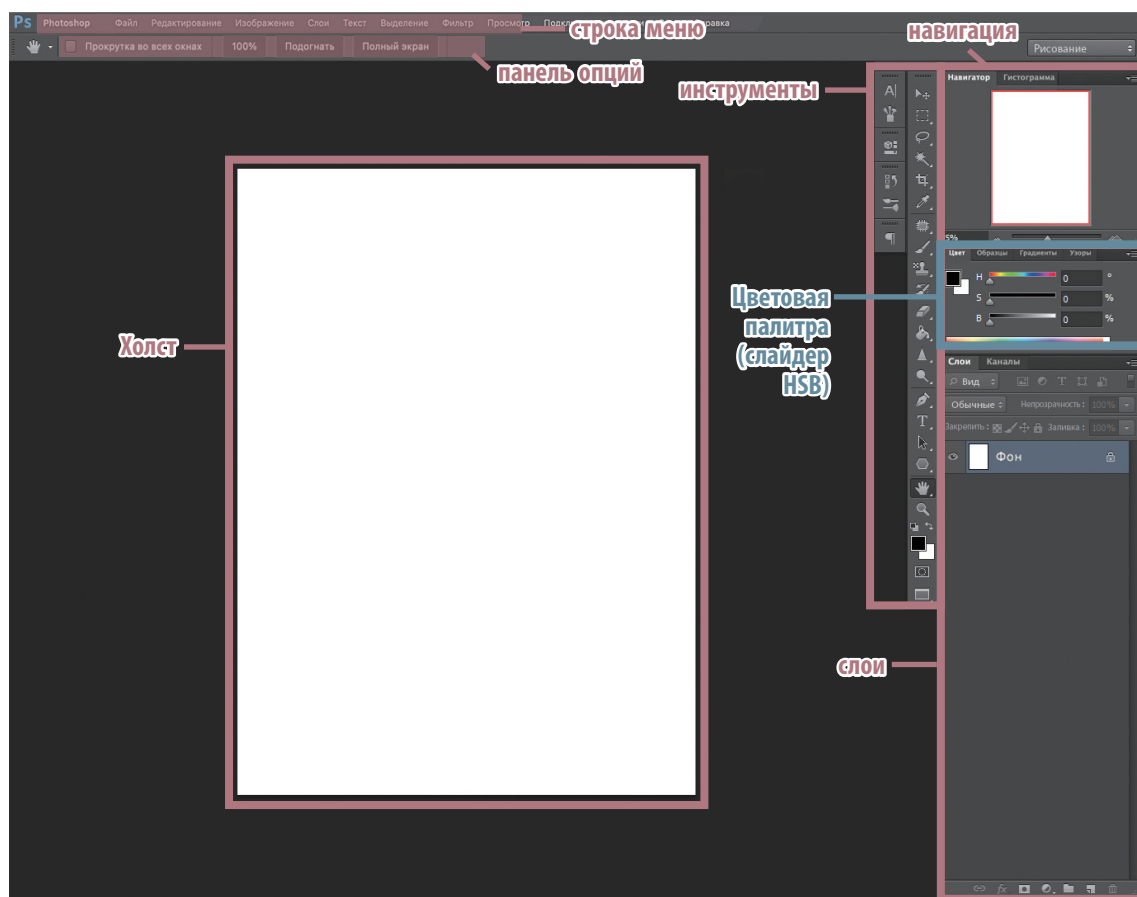 Ps Photoshop Файл Редактирование Изображение Слои Текст Выделение Фильтр Просмотр
строка меню
Прокрутка во всех окнах 100% Подогнать Полный экран
панель опций
навигация
Рисование
инструменты
Навигатор Гистограмма
Цвет Образцы Градиенты Узоры
H 0 °
S 0 %
B 0 %
Цветовая
палитра
(слайдер
HSB)
Холст
Слои Каналы
Вид
Обычные Непрозрачность: 100%
Закрепить: Заливка: 100%
Фон
слои
fx